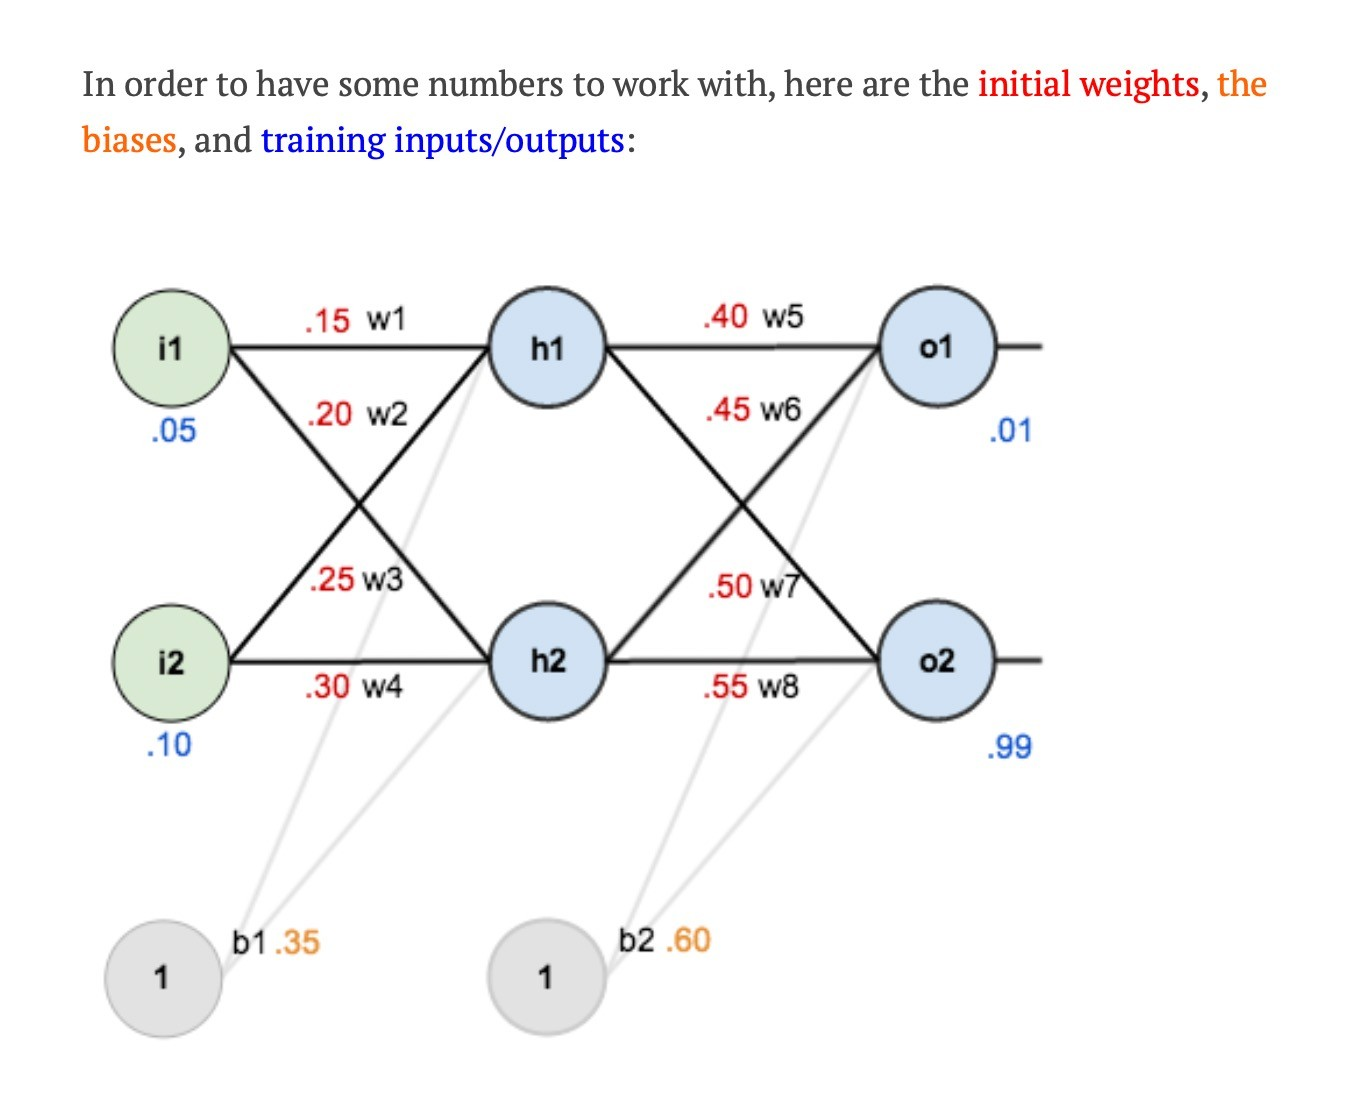 In order to have some numbers to work with, here are the initial weights, the
biases, and training inputs/outputs:
.15 w1
.40 w5
i1
h1
o1
.20 w2
.45 w6
.05
.01
.25 w3
.50 w7
i2
h2
o2
.30 w4
.55 w8
.10
.99
b1 .35
b2 .60
1
1